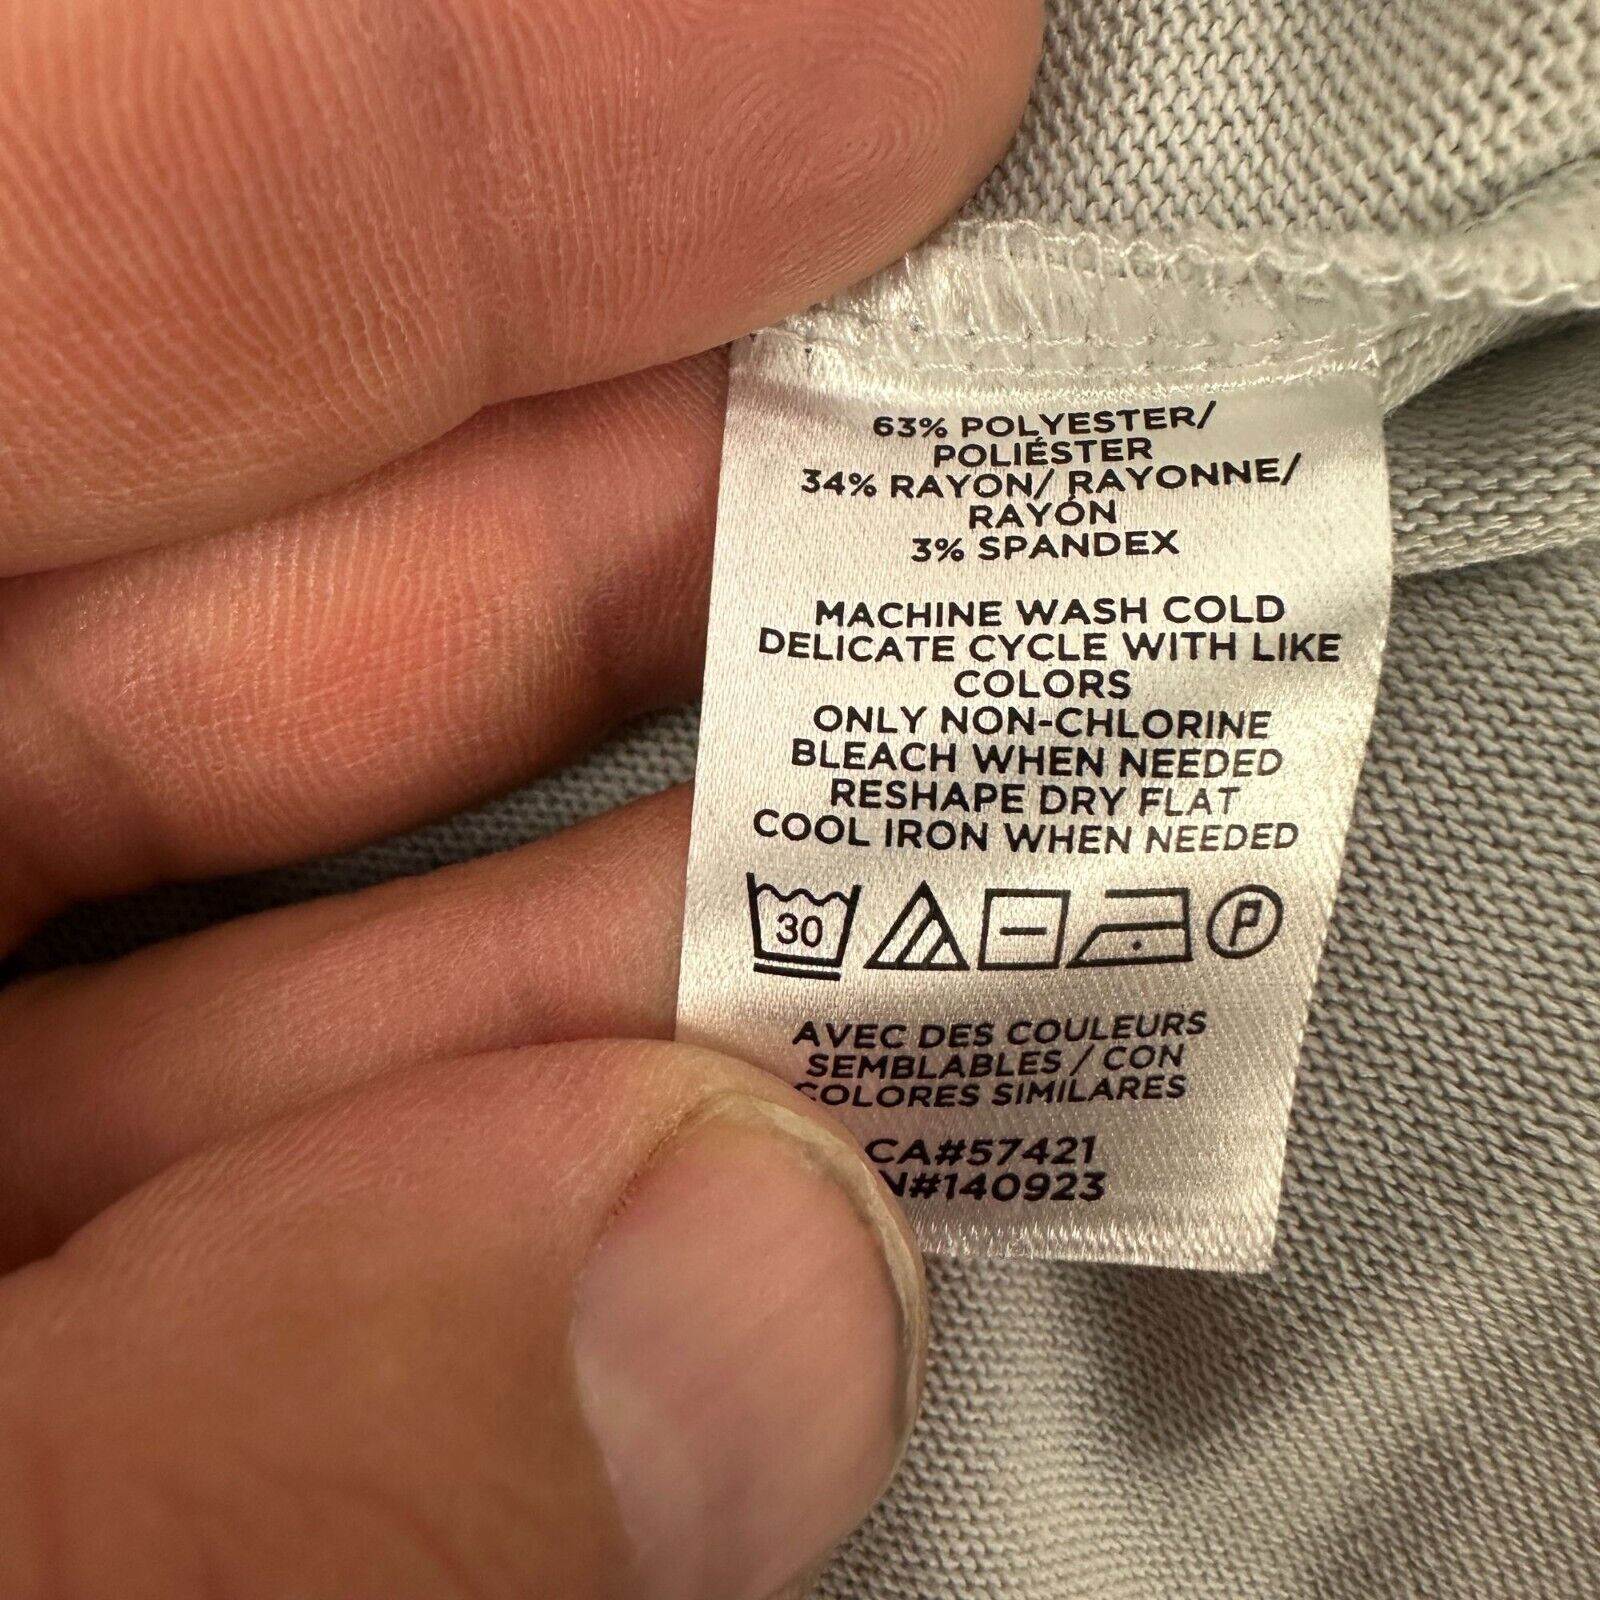 63% POLYESTER/
POLIÉSTER
34% RAYON/ RAYONNE/
RAYÓN
3% SPANDEX
MACHINE WASH COLD
DELICATE CYCLE WITH LIKE
COLORS
ONLY NON-CHLORINE
BLEACH WHEN NEEDED
RESHAPE DRY FLAT
COOL IRON WHEN NEEDED
30 P
AVEC DES COULEURS
SEMBLABLES / CON
COLORES SIMILARES
CA#57421
N#140923